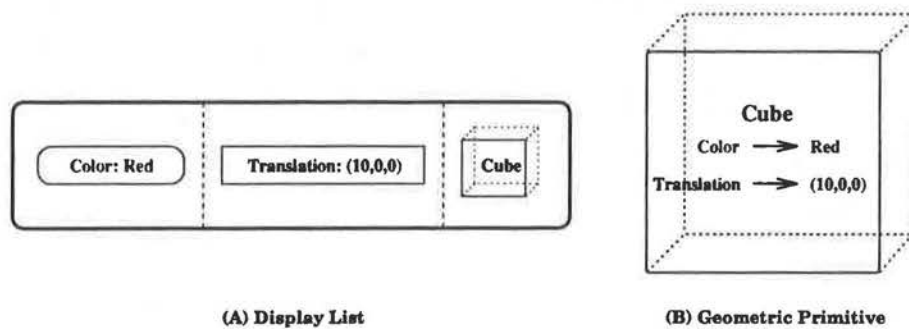 Color: Red
Translation: (10,0,0)
Cube
(A) Display List
Cube
Color → Red
Translation → (10,0,0)
(B) Geometric Primitive